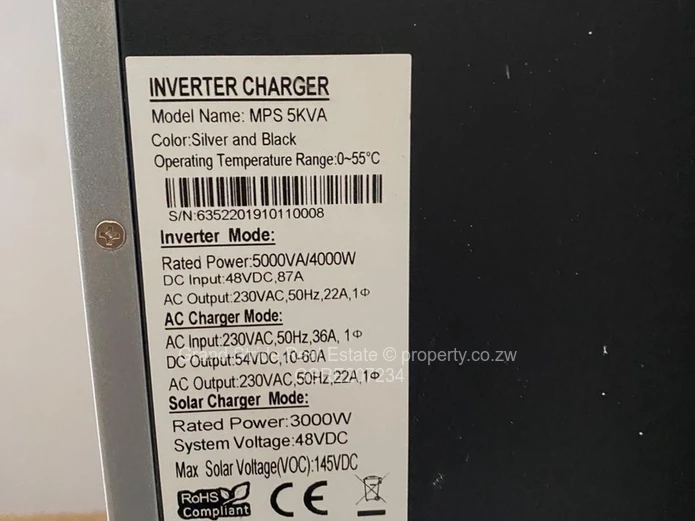 INVERTER CHARGER
Model Name: MPS 5KVA
Color:Silver and Black
Operating Temperature Range:0~55°C
S/N:6352201910110008
Inverter Mode:
Rated Power:5000VA/4000W
DC Input:48VDC,87A
AC Output:230VAC,50Hz,22A,1Φ
AC Charger Mode:
AC Input:230VAC,50Hz,36A, 1Φ
Estate © property.co.zw
DC Output:54VDC,10-60A
AC Output:230VAC,50Hz,22A,1Φ
Solar Charger Mode:
Rated Power:3000W
System Voltage:48VDC
Max Solar Voltage(VOC):145VDC
RoHS
Compliant
CE